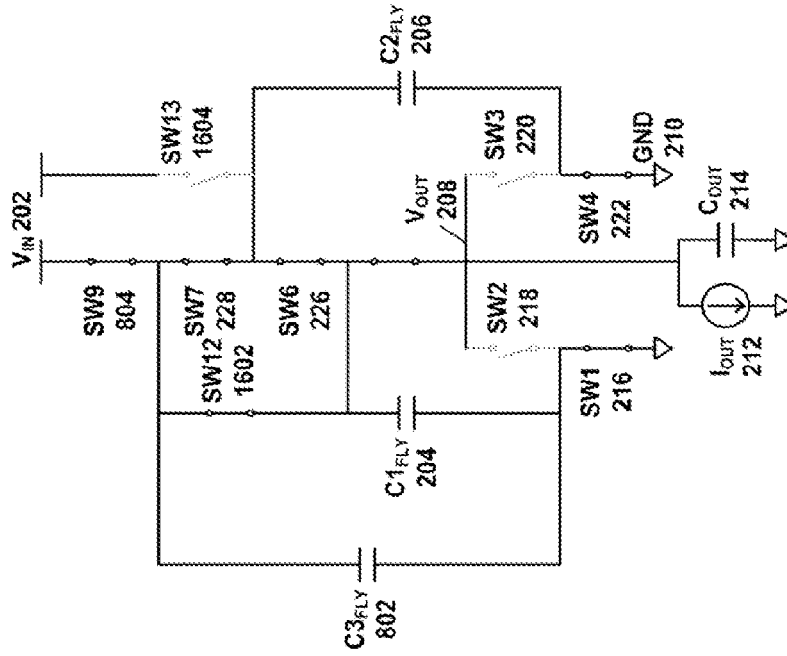 V_IN 202
SW13
1604
SW9
804
SW7
228
SW12
1602
SW6
226
C2_FLY
206
V_OUT
208
SW3
220
SW2
218
C3_FLY
802
C1_FLY
204
SW1
216
SW4
222
GND
210
I_OUT
212
C_OUT
214